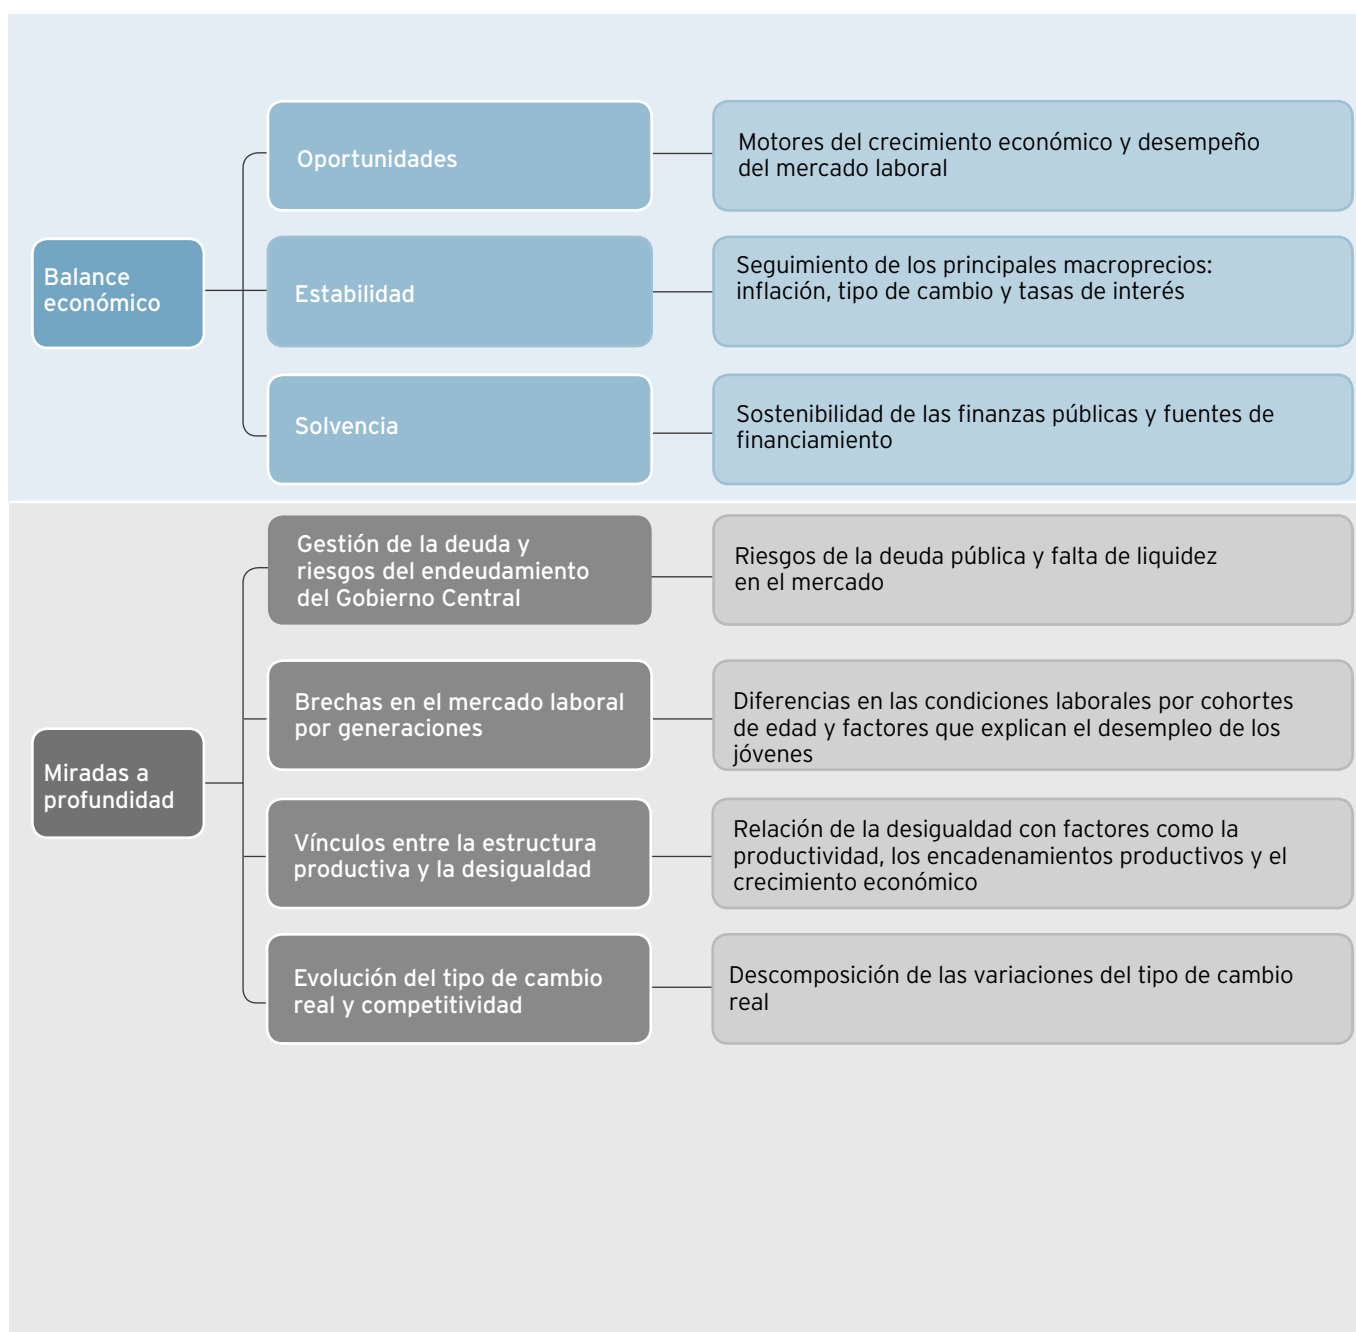 Oportunidades
Motores del crecimiento económico y desempeño
del mercado laboral
Balance
económico
Estabilidad
Seguimiento de los principales macroprecios:
inflación, tipo de cambio y tasas de interés
Solvencia
Sostenibilidad de las finanzas públicas y fuentes de
financiamiento
Gestión de la deuda y
riesgos del endeudamiento
del Gobierno Central
Riesgos de la deuda pública y falta de liquidez
en el mercado
Brechas en el mercado laboral
por generaciones
Diferencias en las condiciones laborales por cohortes
de edad y factores que explican el desempleo de los
jóvenes
Miradas a
profundidad
Vínculos entre la estructura
productiva y la desigualdad
Relación de la desigualdad con factores como la
productividad, los encadenamientos productivos y el
crecimiento económico
Evolución del tipo de cambio
real y competitividad
Descomposición de las variaciones del tipo de cambio
real